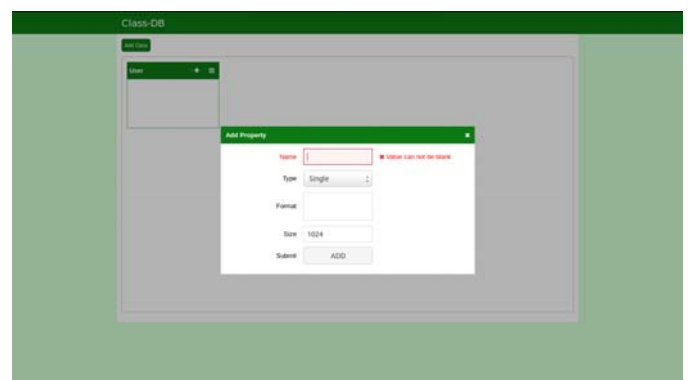 Class-DB
Add Class
User
Add Property
Name
Value can not be blank
Type Single
Format
Size 1024
Submit ADD